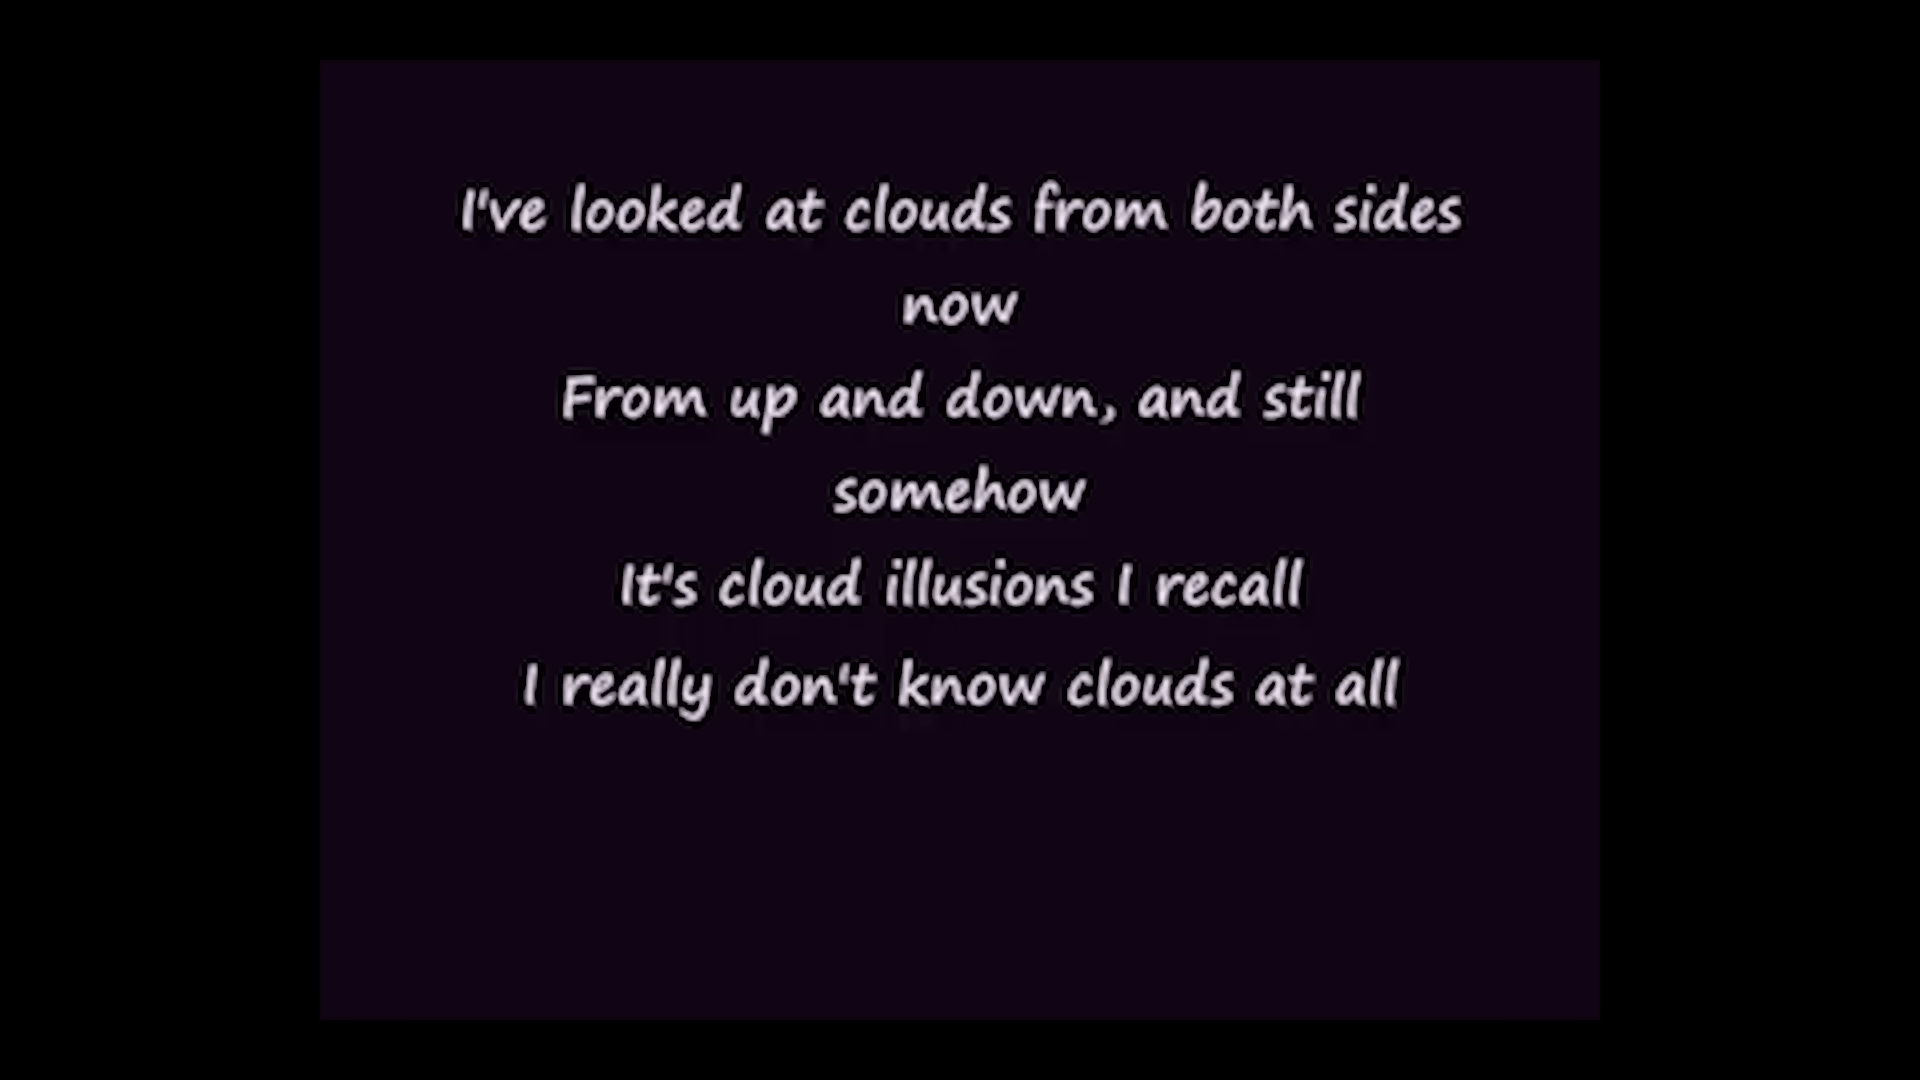 I've looked at clouds from both sides
now
From up and down, and still
somehow
It's cloud illusions I recall
I really don't know clouds at all